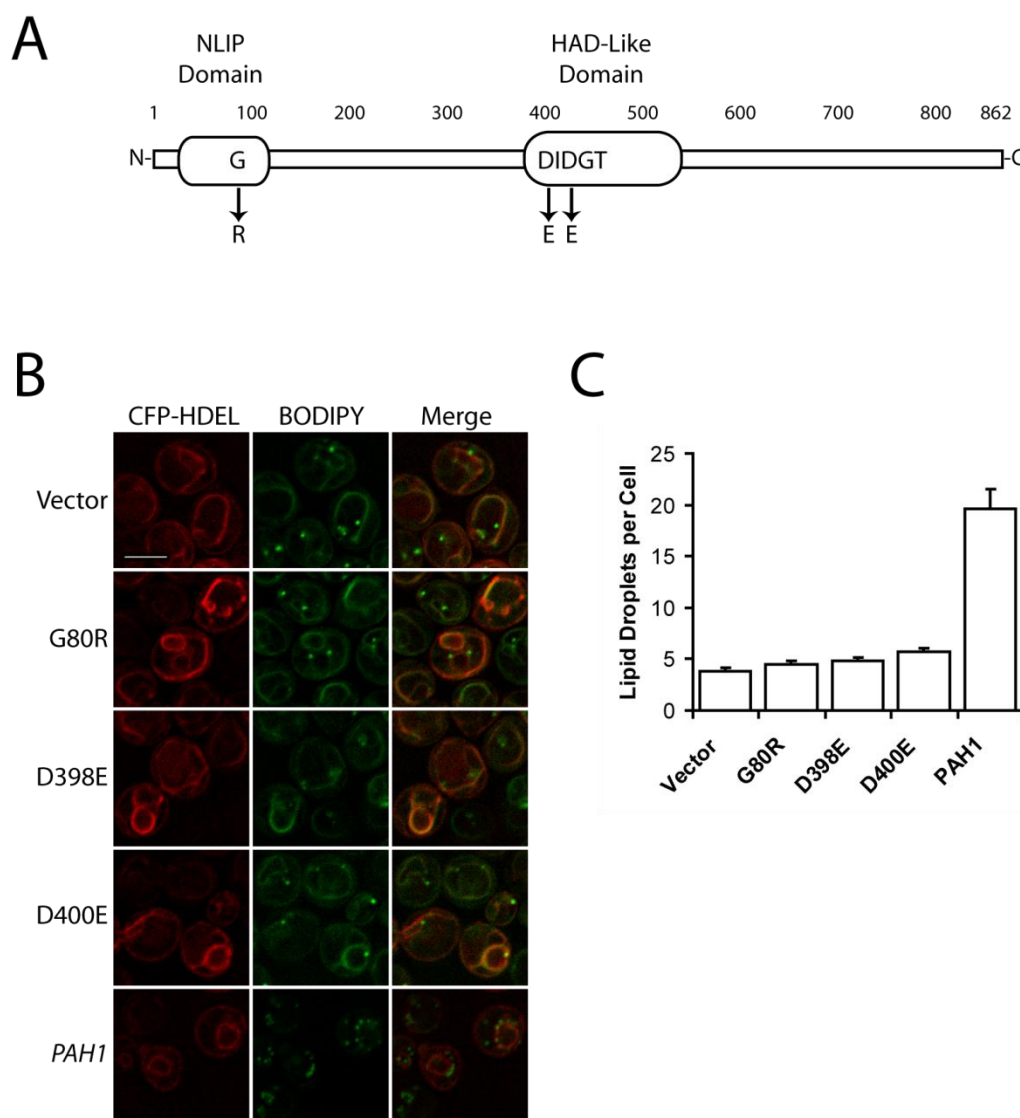 A
NLIP
Domain
HAD-Like
Domain
1 100 200 300 400 500 600 700 800 862
N- G DIDGT -C
R E E
B
CFP-HDEL BODIPY Merge
Vector
G80R
D398E
D400E
PAH1
C
Lipid Droplets per Cell
25
20
15
10
5
0
Vector G80R D398E D400E PAH1